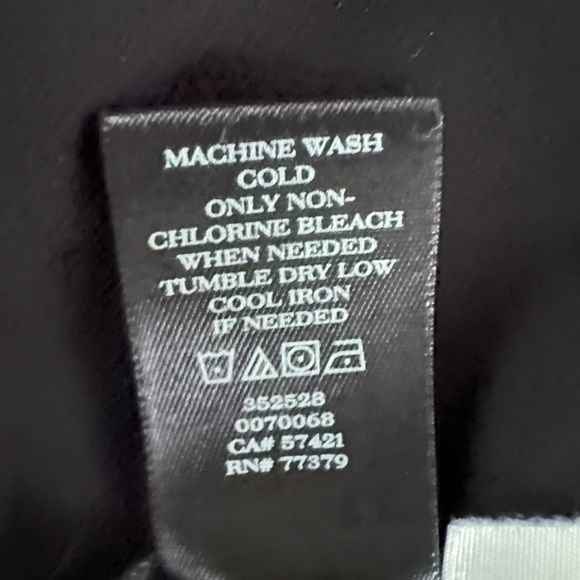 MACHINE WASH
COLD
ONLY NON-
CHLORINE BLEACH
WHEN NEEDED
TUMBLE DRY LOW
COOL IRON
IF NEEDED
352528
0070068
CA# 57421
RN# 77379